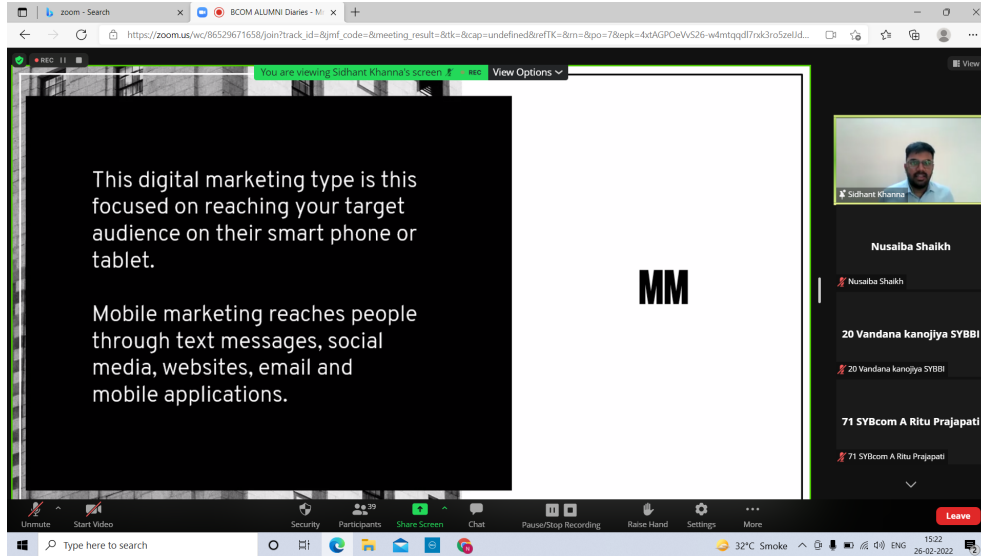 zoom - Search
BCOM ALUMNI Diaries - M
https://zoom.us/wc/86529671658/join?track_id=&jmf_code=&meeting_result=&tk=&cap=undefined&refTK=&rn=&po=7&epk=4xtAGPOeVvS26-w4mtqqdl7rxk3ro5zeUd...
REC
You are viewing Sidhant Khanna's screen
REC
View Options
View
This digital marketing type is this
focused on reaching your target
audience on their smart phone or
tablet.
Mobile marketing reaches people
through text messages, social
media, websites, email and
mobile applications.
MM
Sidhant Khanna
Nusaiba Shaikh
Nusaiba Shaikh
20 Vandana kanojiya SYBBI
20 Vandana kanojiya SYBBI
71 SYBcom A Ritu Prajapati
71 SYBcom A Ritu Prajapati
Unmute
Start Video
Security
39
Participants
Share Screen
Chat
Pause/Stop Recording
Raise Hand
Settings
More
Leave
Type here to search
32°C Smoke
ENG
15:22
26-02-2022
2